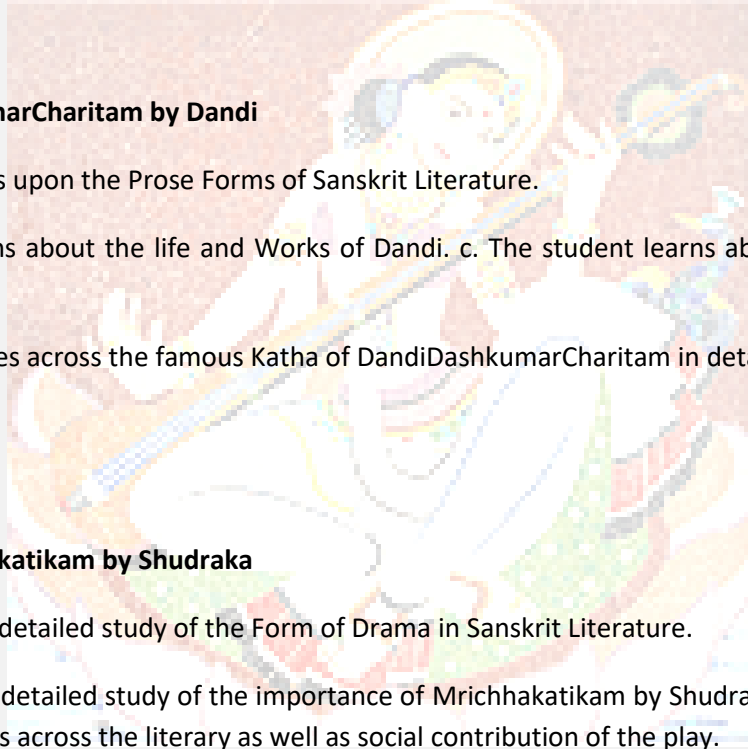 marCharitam by Dandi
s upon the Prose Forms of Sanskrit Literature.
ns about the life and Works of Dandi. c. The student learns ab
es across the famous Katha of DandiDashkumarCharitam in deta
katikam by Shudraka
detailed study of the Form of Drama in Sanskrit Literature.
detailed study of the importance of Mrichhakatikam by Shudra
s across the literary as well as social contribution of the play.